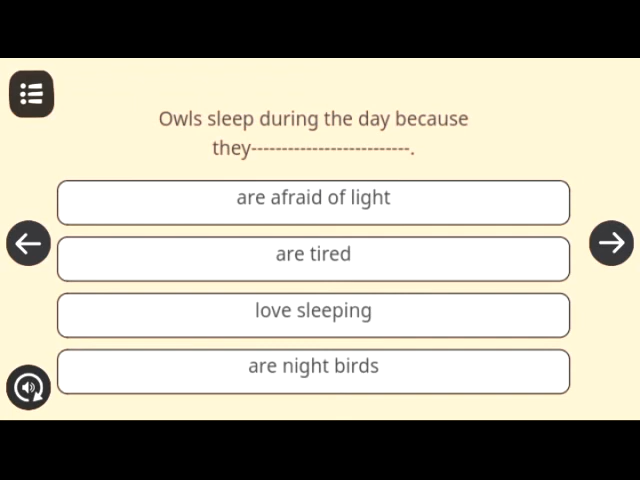 Owls sleep during the day because
they--------------------------.
are afraid of light
are tired
love sleeping
are night birds